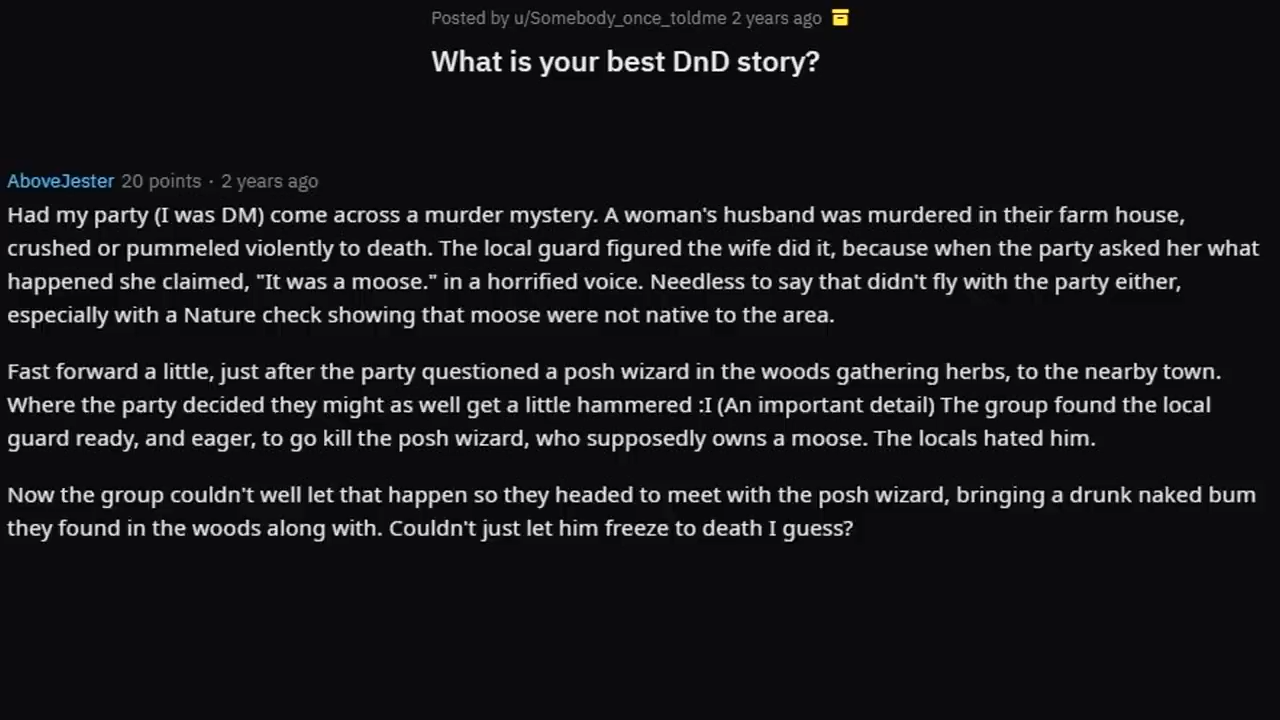 Posted by u/Somebody_once_toldme 2 years ago
What is your best DnD story?
AboveJester 20 points · 2 years ago
Had my party (I was DM) come across a murder mystery. A woman's husband was murdered in their farm house,
crushed or pummeled violently to death. The local guard figured the wife did it, because when the party asked her what
happened she claimed, "It was a moose." in a horrified voice. Needless to say that didn't fly with the party either,
especially with a Nature check showing that moose were not native to the area.
Fast forward a little, just after the party questioned a posh wizard in the woods gathering herbs, to the nearby town.
Where the party decided they might as well get a little hammered :I (An important detail) The group found the local
guard ready, and eager, to go kill the posh wizard, who supposedly owns a moose. The locals hated him.
Now the group couldn't well let that happen so they headed to meet with the posh wizard, bringing a drunk naked bum
they found in the woods along with. Couldn't just let him freeze to death I guess?